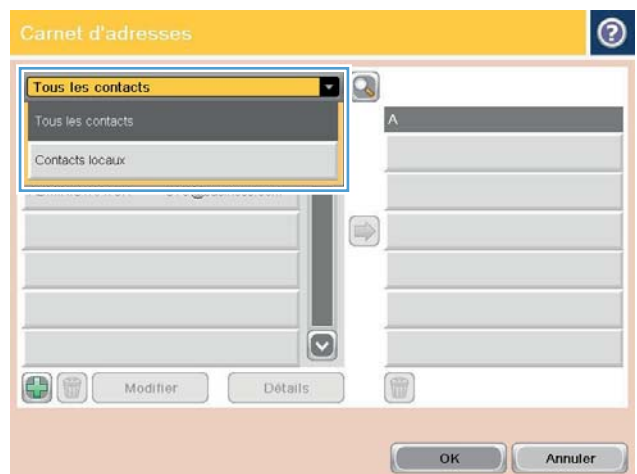 Carnet d'adresses
?
Tous les contacts
Tous les contacts
A
Contacts locaux
Modifier
Détails
OK
Annuler